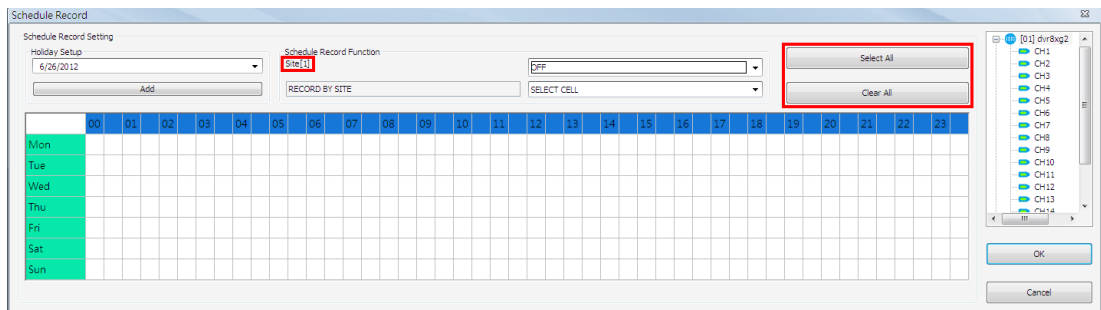 Schedule Record
Schedule Record Setting
Holiday Setup
6/26/2012
Add
Schedule Record Function
Site[1]
OFF
RECORD BY SITE
SELECT CELL
Select All
Clear All
00 01 02 03 04 05 06 07 08 09 10 11 12 13 14 15 16 17 18 19 20 21 22 23
Mon
Tue
Wed
Thu
Fri
Sat
Sun
[01] dvr8xg2
CH1
CH2
CH3
CH4
CH5
CH6
CH7
CH8
CH9
CH10
CH11
CH12
CH13
CH14
OK
Cancel